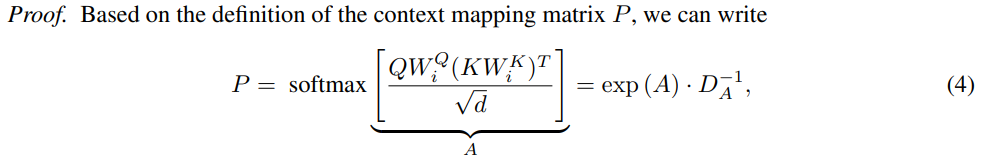 Proof. Based on the definition of the context mapping matrix P, we can write
P = softmax [ QW_i^Q (KW_i^K)^T / √d ] = exp (A) · D_A^{-1}, (4)
A